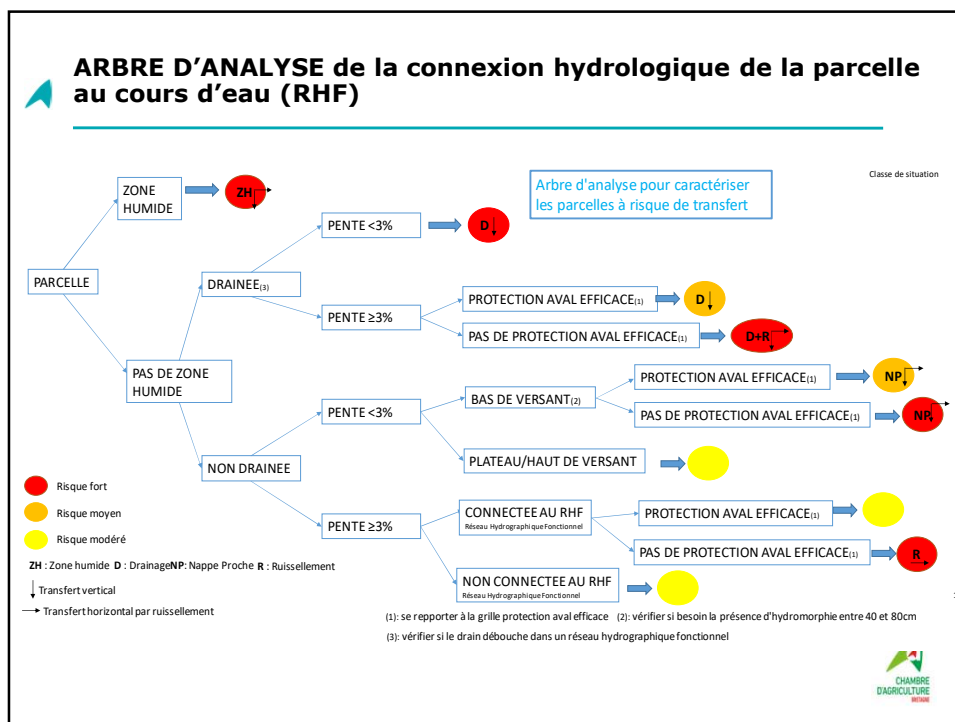 ARBRE D'ANALYSE de la connexion hydrologique de la parcelle
au cours d'eau (RHF)
Classe de situation
Arbre d'analyse pour caractériser
les parcelles à risque de transfert
ZONE
HUMIDE
ZH
PENTE <3%
D
PARCELLE
DRAINEE(3)
PENTE ≥3%
PROTECTION AVAL EFFICACE(1)
D
PAS DE PROTECTION AVAL EFFICACE(1)
D+R
PAS DE ZONE
HUMIDE
PROTECTION AVAL EFFICACE(1)
NP
PENTE <3%
BAS DE VERSANT(2)
PAS DE PROTECTION AVAL EFFICACE(1)
NP
NON DRAINEE
PLATEAU/HAUT DE VERSANT
PENTE ≥3%
CONNECTEE AU RHF
Réseau Hydrographique Fonctionnel
PROTECTION AVAL EFFICACE(1)
PAS DE PROTECTION AVAL EFFICACE(1)
R
NON CONNECTEE AU RHF
Réseau Hydrographique Fonctionnel
Risque fort
Risque moyen
Risque modéré
ZH : Zone humide D : DrainageNP: Nappe Proche R : Ruissellement
Transfert vertical
Transfert horizontal par ruissellement
(1): se reporter à la grille protection aval efficace (2): vérifier si besoin la présence d'hydromorphie entre 40 et 80cm
(3): vérifier si le drain débouche dans un réseau hydrographique fonctionnel
CHAMBRE
D'AGRICULTURE
BRETAGNE